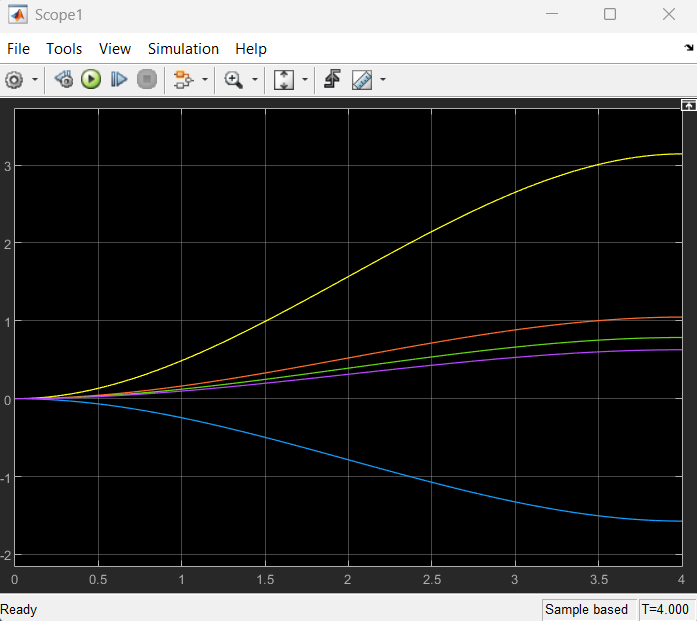 Scope1
File Tools View Simulation Help
3
2
1
0
-1
-2
0 0.5 1 1.5 2 2.5 3 3.5 4
Ready Sample based T=4.000